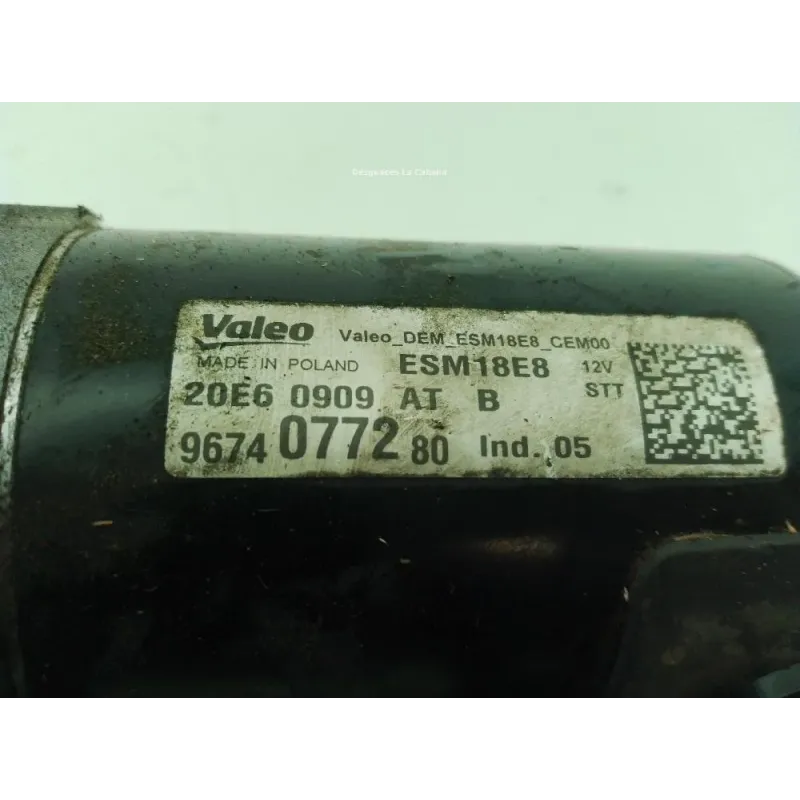 Desguaces La Cabaña
Valeo Valeo_DEM_ESM18E8_CEM00
MADE IN POLAND ESM18E8 12V
20E6 0909 AT B STT
9674 0772 80 Ind. 05